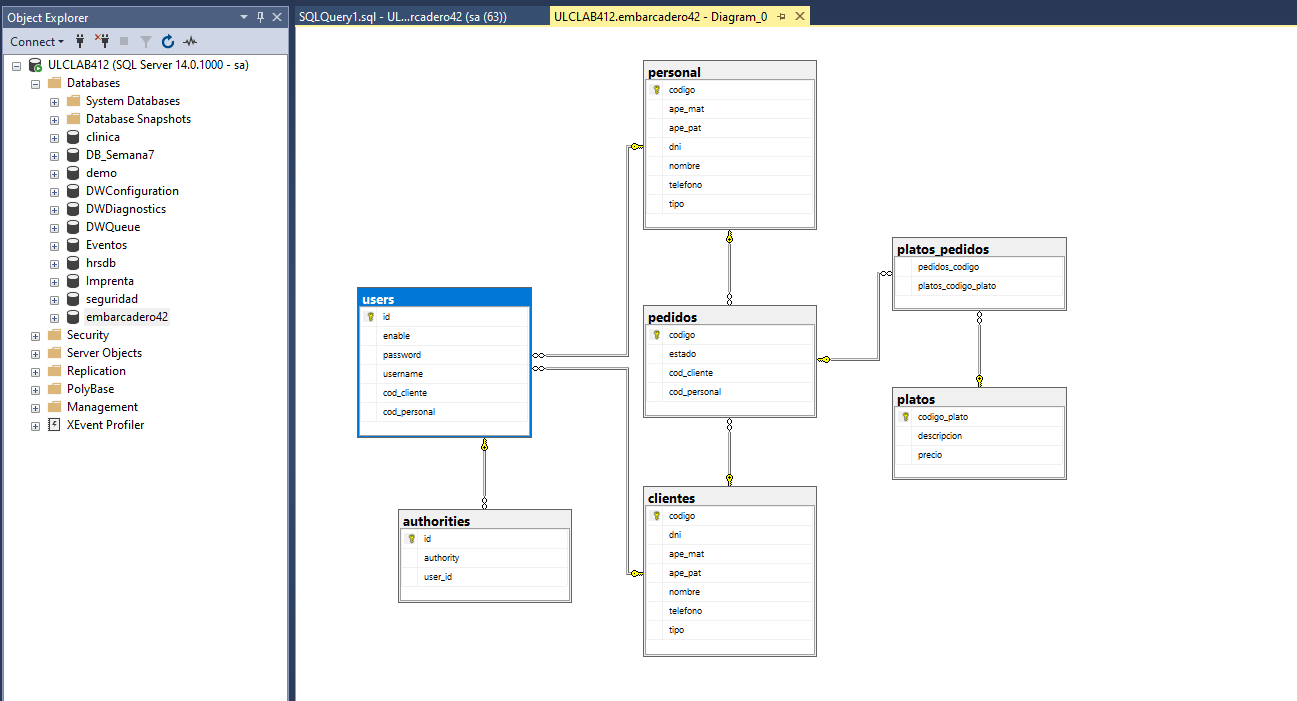 Object Explorer
Connect
ULCLAB412 (SQL Server 14.0.1000 - sa)
Databases
System Databases
Database Snapshots
clinica
DB_Semana7
demo
DWConfiguration
DWDiagnostics
DWQueue
Eventos
hrsdb
Imprenta
seguridad
embarcadero42
Security
Server Objects
Replication
PolyBase
Management
XEvent Profiler
SQLQuery1.sql - UL...rcadero42 (sa (63))
ULCLAB412.embarcadero42 - Diagram_0
personal
codigo
ape_mat
ape_pat
dni
nombre
telefono
tipo
users
id
enable
password
username
cod_cliente
cod_personal
pedidos
codigo
estado
cod_cliente
cod_personal
platos_pedidos
pedidos_codigo
platos_codigo_plato
platos
codigo_plato
descripcion
precio
authorities
id
authority
user_id
clientes
codigo
dni
ape_mat
ape_pat
nombre
telefono
tipo